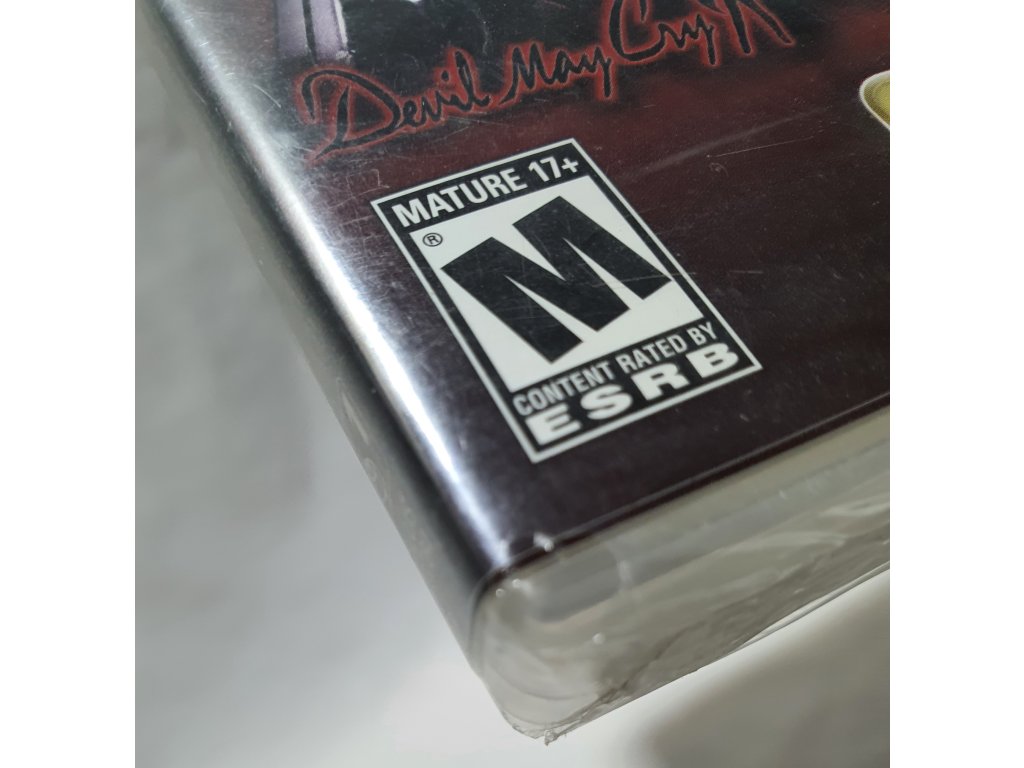 Devil May Cry
MATURE 17+
®
M
CONTENT RATED BY
ESRB